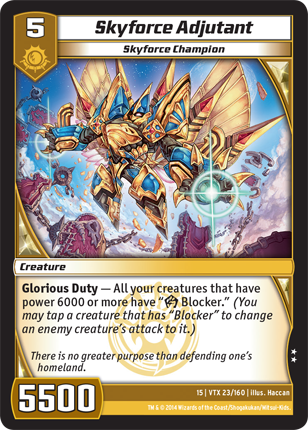 5
Skyforce Adjutant
Skyforce Champion
Creature
Glorious Duty — All your creatures that have
power 6000 or more have “ Blocker.” (You
may tap a creature that has “Blocker” to change
an enemy creature's attack to it.)
There is no greater purpose than defending one's
homeland.
5500
15 | VTX 23/160 | illus. Haccan
TM & © 2014 Wizards of the Coast/Shogakukan/Mitsui-Kids.